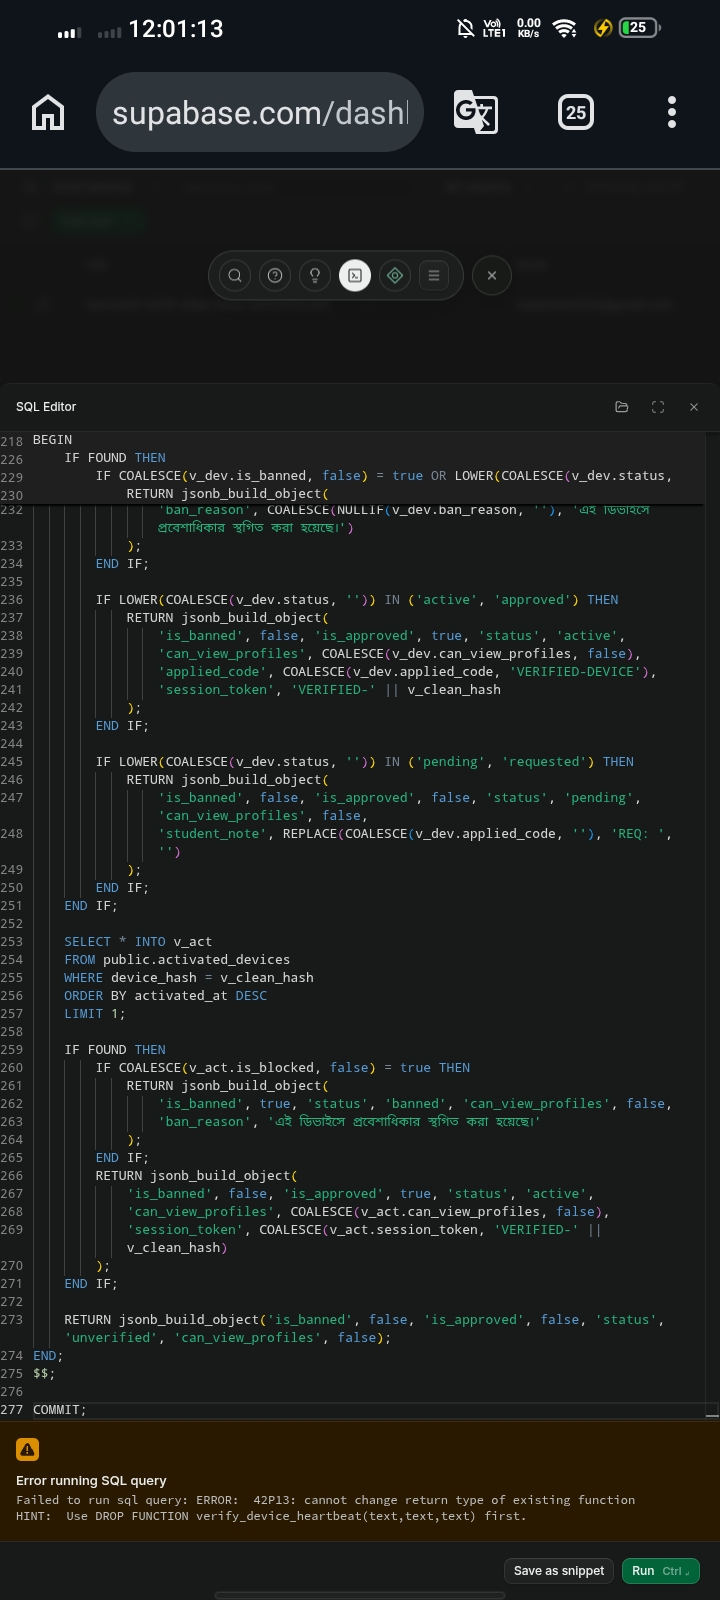 12:01:13
Vo) LTE1
0.00 KB/s
25
supabase.com/dash
25
SQL Editor
218 BEGIN
226 IF FOUND THEN
229 IF COALESCE(v_dev.is_banned, false) = true OR LOWER(COALESCE(v_dev.status,
230 RETURN jsonb_build_object(
232 'ban_reason', COALESCE(NULLIF(v_dev.ban_reason, ''), 'এই ডিভাইসে
প্রবেশাধিকার স্থগিত করা হয়েছে।')
233 );
234 END IF;
235
236 IF LOWER(COALESCE(v_dev.status, '')) IN ('active', 'approved') THEN
237 RETURN jsonb_build_object(
238 'is_banned', false, 'is_approved', true, 'status', 'active',
239 'can_view_profiles', COALESCE(v_dev.can_view_profiles, false),
240 'applied_code', COALESCE(v_dev.applied_code, 'VERIFIED-DEVICE'),
241 'session_token', 'VERIFIED-' || v_clean_hash
242 );
243 END IF;
244
245 IF LOWER(COALESCE(v_dev.status, '')) IN ('pending', 'requested') THEN
246 RETURN jsonb_build_object(
247 'is_banned', false, 'is_approved', false, 'status', 'pending',
'can_view_profiles', false,
248 'student_note', REPLACE(COALESCE(v_dev.applied_code, ''), 'REQ: ',
'')
249 );
250 END IF;
251 END IF;
252
253 SELECT * INTO v_act
254 FROM public.activated_devices
255 WHERE device_hash = v_clean_hash
256 ORDER BY activated_at DESC
257 LIMIT 1;
258
259 IF FOUND THEN
260 IF COALESCE(v_act.is_blocked, false) = true THEN
261 RETURN jsonb_build_object(
262 'is_banned', true, 'status', 'banned', 'can_view_profiles', false,
263 'ban_reason', 'এই ডিভাইসে প্রবেশাধিকার স্থগিত করা হয়েছে।'
264 );
265 END IF;
266 RETURN jsonb_build_object(
267 'is_banned', false, 'is_approved', true, 'status', 'active',
268 'can_view_profiles', COALESCE(v_act.can_view_profiles, false),
269 'session_token', COALESCE(v_act.session_token, 'VERIFIED-' ||
v_clean_hash)
270 );
271 END IF;
272
273 RETURN jsonb_build_object('is_banned', false, 'is_approved', false, 'status',
'unverified', 'can_view_profiles', false);
274 END;
275 $$;
276
277 COMMIT;
Error running SQL query
Failed to run sql query: ERROR: 42P13: cannot change return type of existing function
HINT: Use DROP FUNCTION verify_device_heartbeat(text,text,text) first.
Save as snippet
Run Ctrl